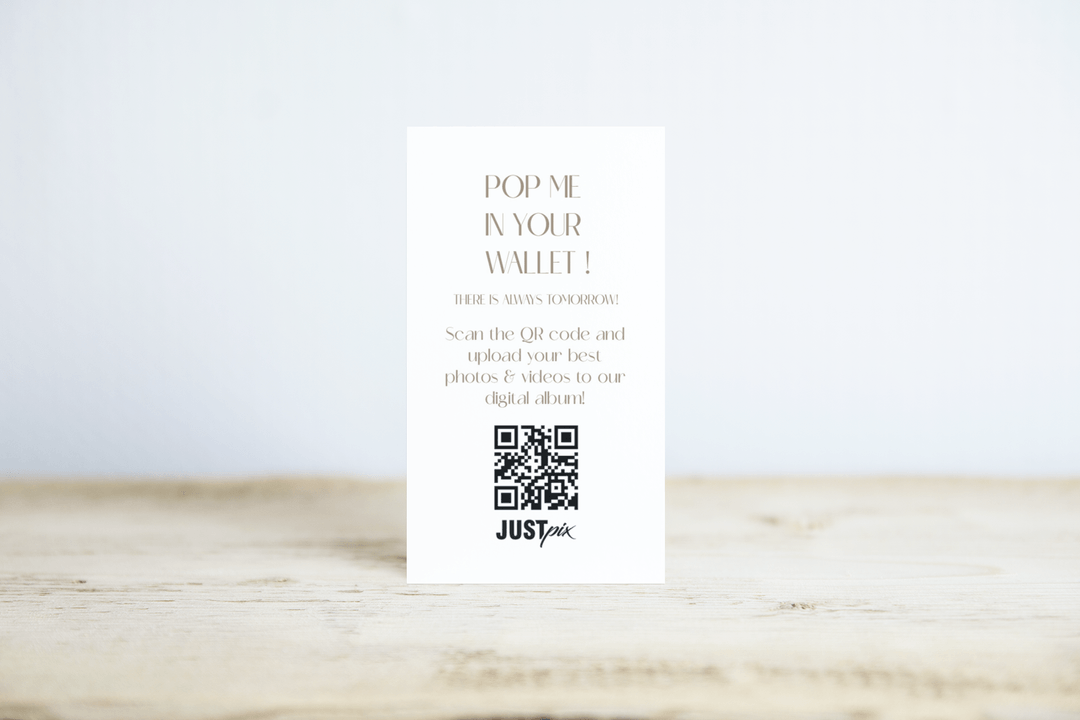 POP ME
IN YOUR
WALLET !
THERE IS ALWAYS TOMORROW!
Scan the QR code and
upload your best
photos & videos to our
digital album!
JUSTpix